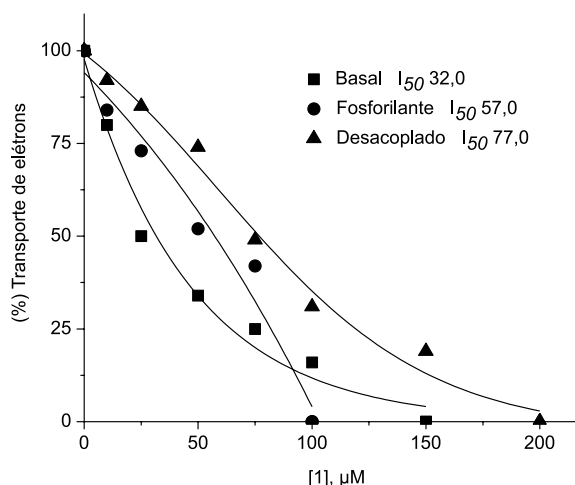 (%) Transporte de elétrons
100
75
50
25
0
■ Basal I50 32,0
● Fosforilante I50 57,0
▲ Desacoplado I50 77,0
0 50 100 150 200
[1], µM